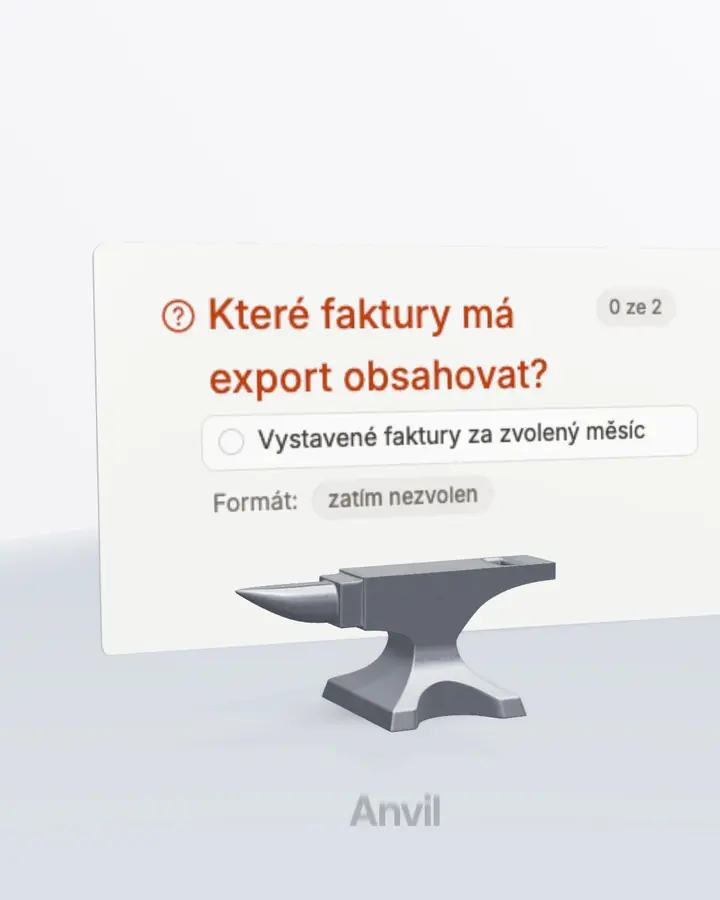 Které faktury má
0 ze 2
export obsahovat?
Vystavené faktury za zvolený měsíc
Formát: zatím nezvolen
Anvil